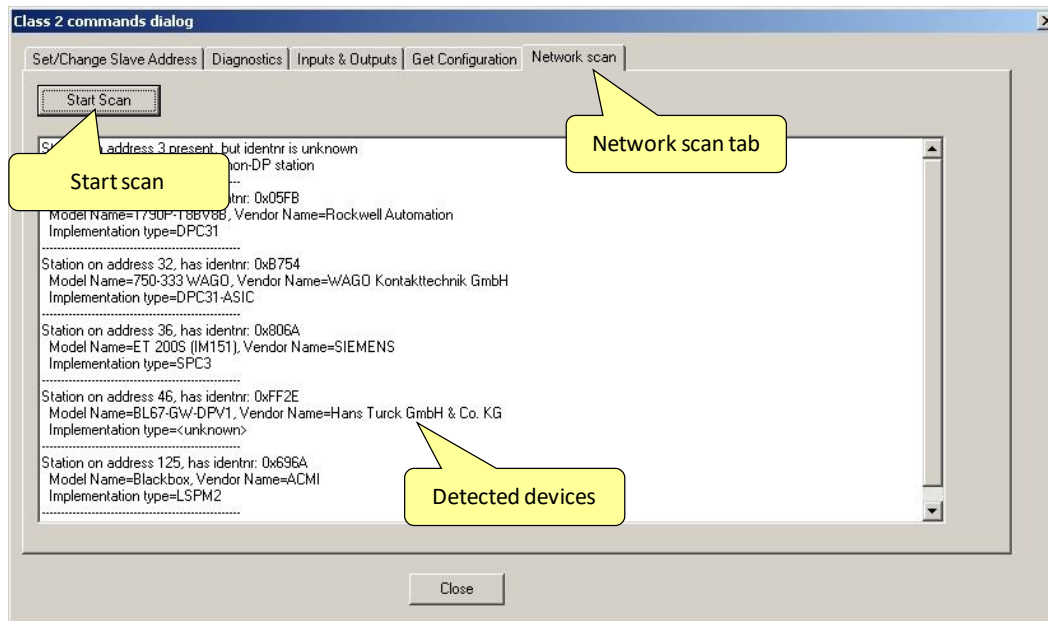 Class 2 commands dialog
Set/Change Slave Address
Diagnostics
Inputs & Outputs
Get Configuration
Network scan
Start Scan
Network scan tab
address 3 present, but identnr is unknown
non-DP station
Start scan
identnr: 0x05FB
Model Name=1790P-T8BV8B, Vendor Name=Rockwell Automation
Implementation type=DPC31
------------------------------------------------
Station on address 32, has identnr: 0xB754
Model Name=750-333 WAGO, Vendor Name=WAGO Kontakttechnik GmbH
Implementation type=DPC31-ASIC
------------------------------------------------
Station on address 36, has identnr: 0x806A
Model Name=ET 200S (IM151), Vendor Name=SIEMENS
Implementation type=SPC3
------------------------------------------------
Station on address 46, has identnr: 0xFF2E
Model Name=BL67-GW-DPV1, Vendor Name=Hans Turck GmbH & Co. KG
Implementation type=<unknown>
------------------------------------------------
Station on address 125, has identnr: 0x696A
Model Name=Blackbox, Vendor Name=ACMI
Implementation type=LSPM2
------------------------------------------------
Detected devices
Close